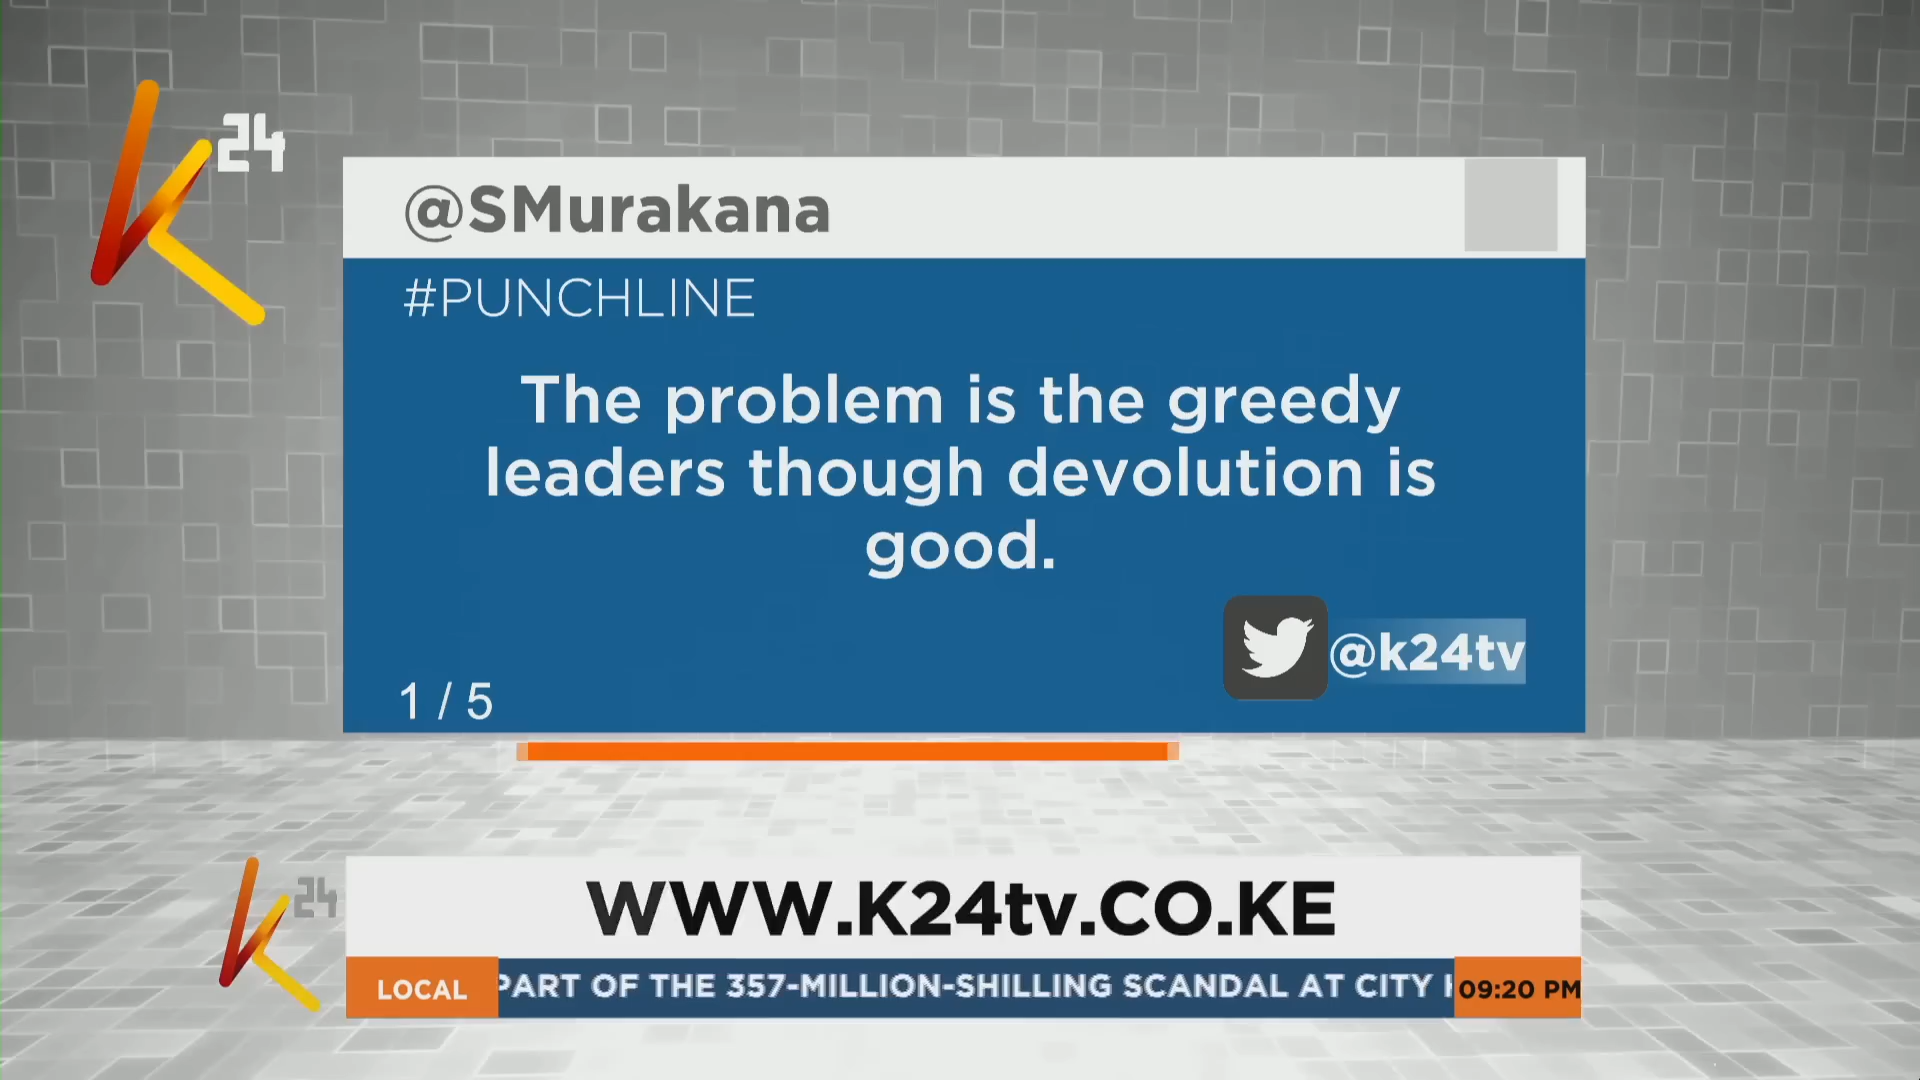 24
@SMurakana
#PUNCHLINE
The problem is the greedy
leaders though devolution is
good.
@k24tv
1 / 5
24
WWW.K24tv.CO.KE
LOCAL
PART OF THE 357-MILLION-SHILLING SCANDAL AT CITY
09:20 PM